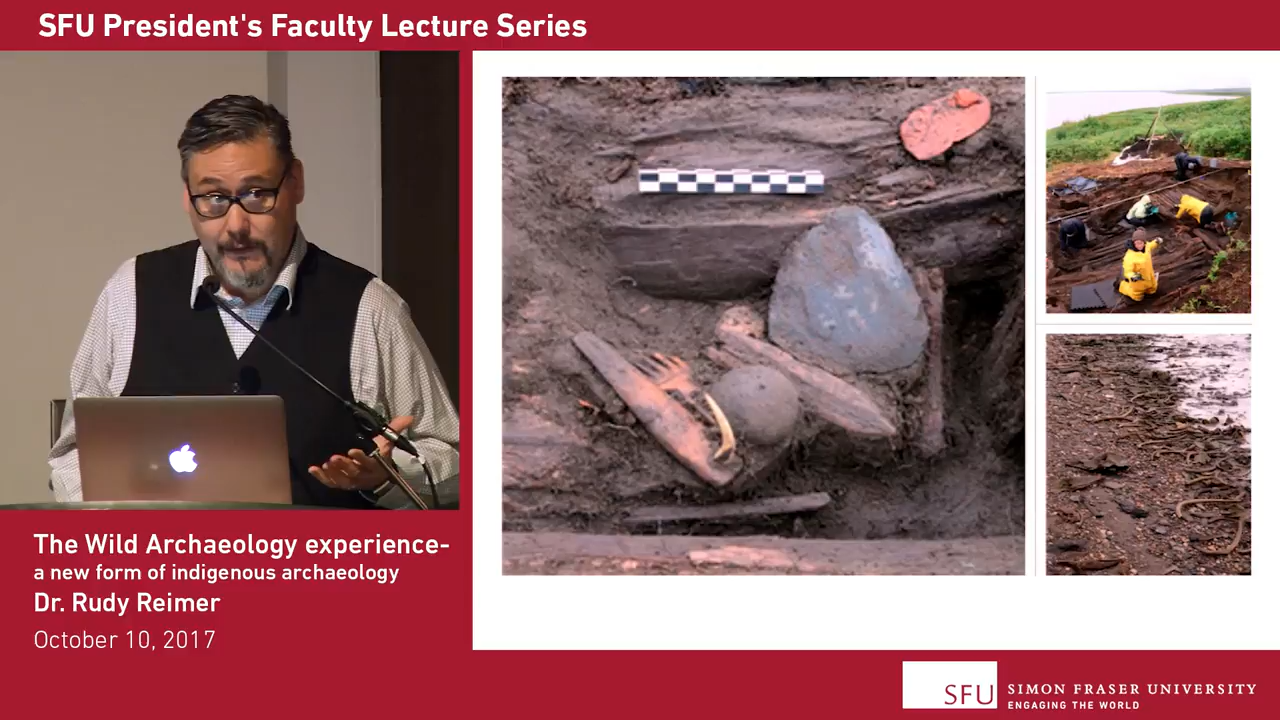 SFU President's Faculty Lecture Series
The Wild Archaeology experience-
a new form of indigenous archaeology
Dr. Rudy Reimer
October 10, 2017
SFU
SIMON FRASER UNIVERSITY
ENGAGING THE WORLD